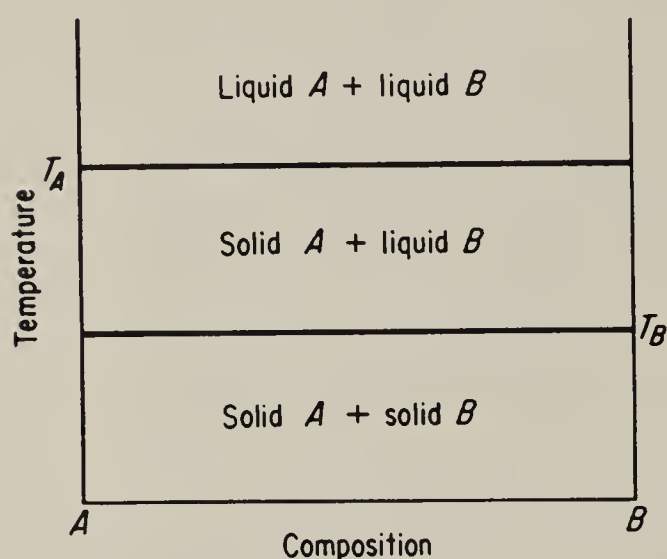 Liquid A + liquid B
T_A
Temperature
Solid A + liquid B
T_B
Solid A + solid B
A
B
Composition